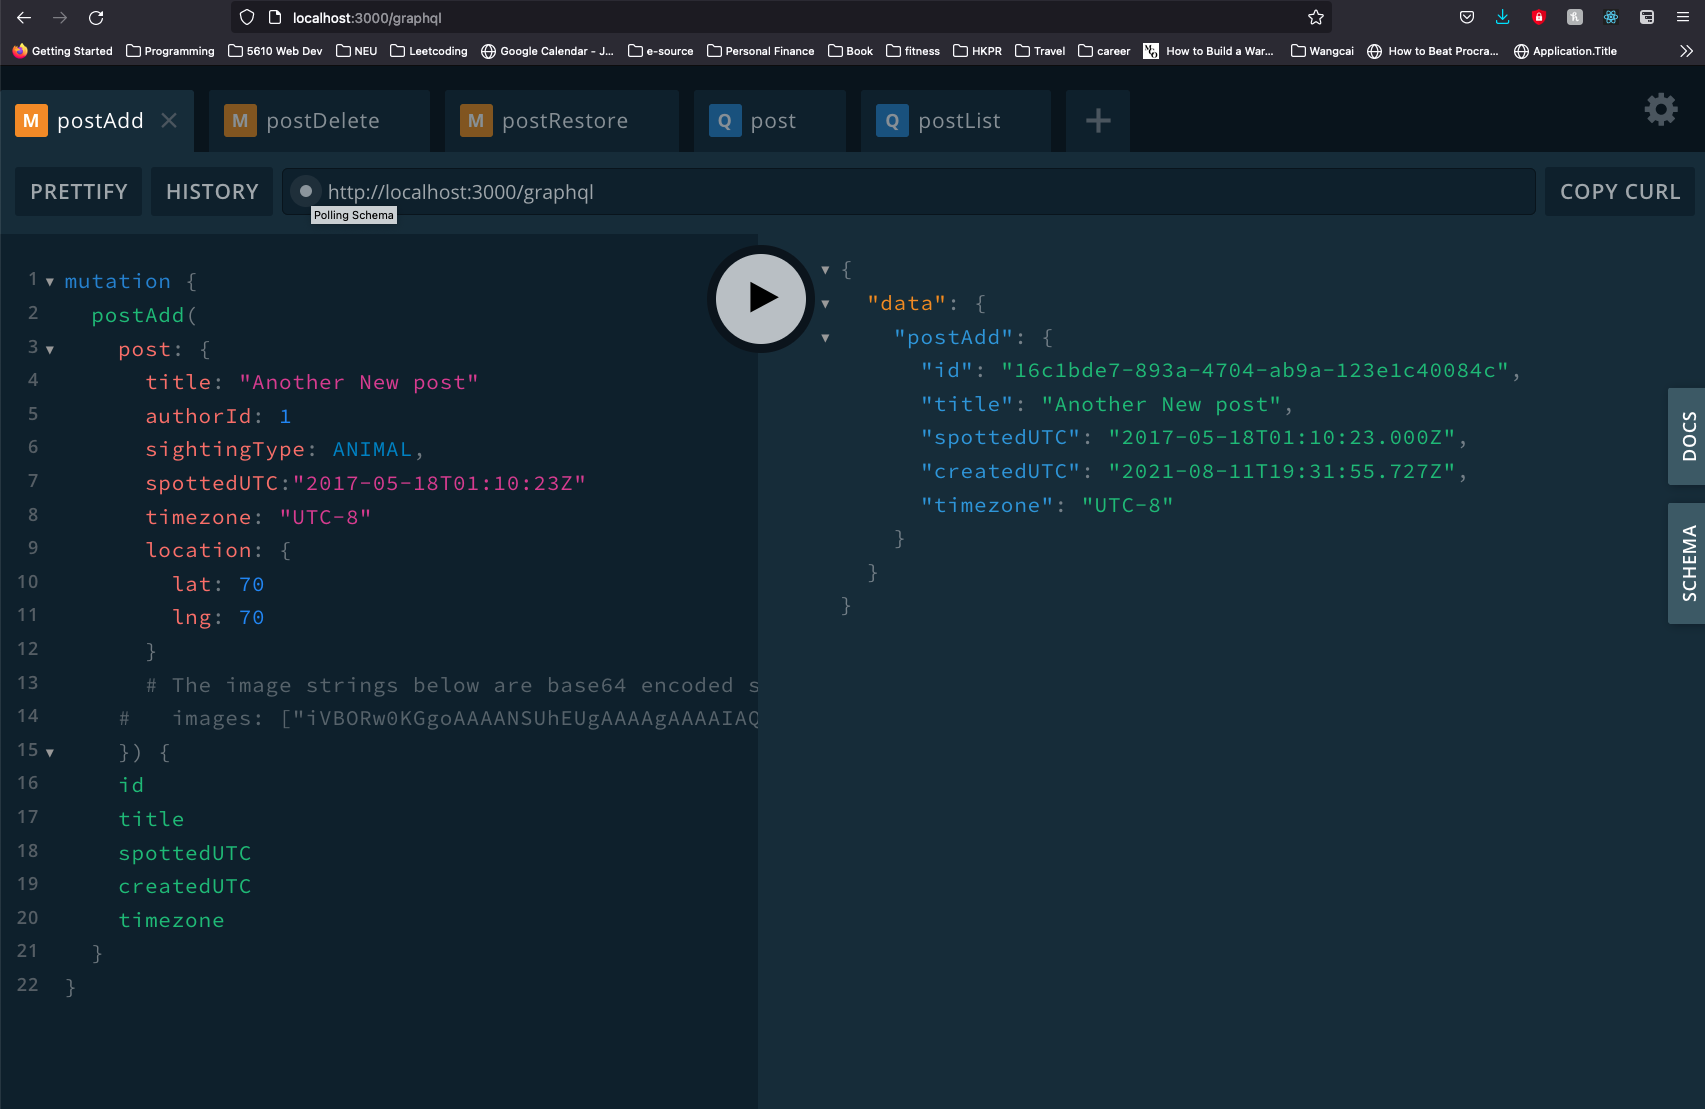 localhost:3000/graphql
Getting Started Programming 5610 Web Dev NEU Leetcoding Google Calendar - J... e-source Personal Finance Book fitness HKPR Travel career How to Build a War... Wangcai How to Beat Procra... Application.Title
M postAdd M postDelete M postRestore Q post Q postList
PRETTIFY HISTORY http://localhost:3000/graphql COPY CURL
Polling Schema
1 mutation {
2 postAdd(
3 post: {
4 title: "Another New post"
5 authorId: 1
6 sightingType: ANIMAL,
7 spottedUTC:"2017-05-18T01:10:23Z"
8 timezone: "UTC-8"
9 location: {
10 lat: 70
11 lng: 70
12 }
13 # The image strings below are base64 encoded s
14 # images: ["iVBORw0KGgoAAAANSUhEUgAAAAgAAAAIAQ
15 }) {
16 id
17 title
18 spottedUTC
19 createdUTC
20 timezone
21 }
22 }
{
"data": {
"postAdd": {
"id": "16c1bde7-893a-4704-ab9a-123e1c40084c",
"title": "Another New post",
"spottedUTC": "2017-05-18T01:10:23.000Z",
"createdUTC": "2021-08-11T19:31:55.727Z",
"timezone": "UTC-8"
}
}
}
DOCS
SCHEMA